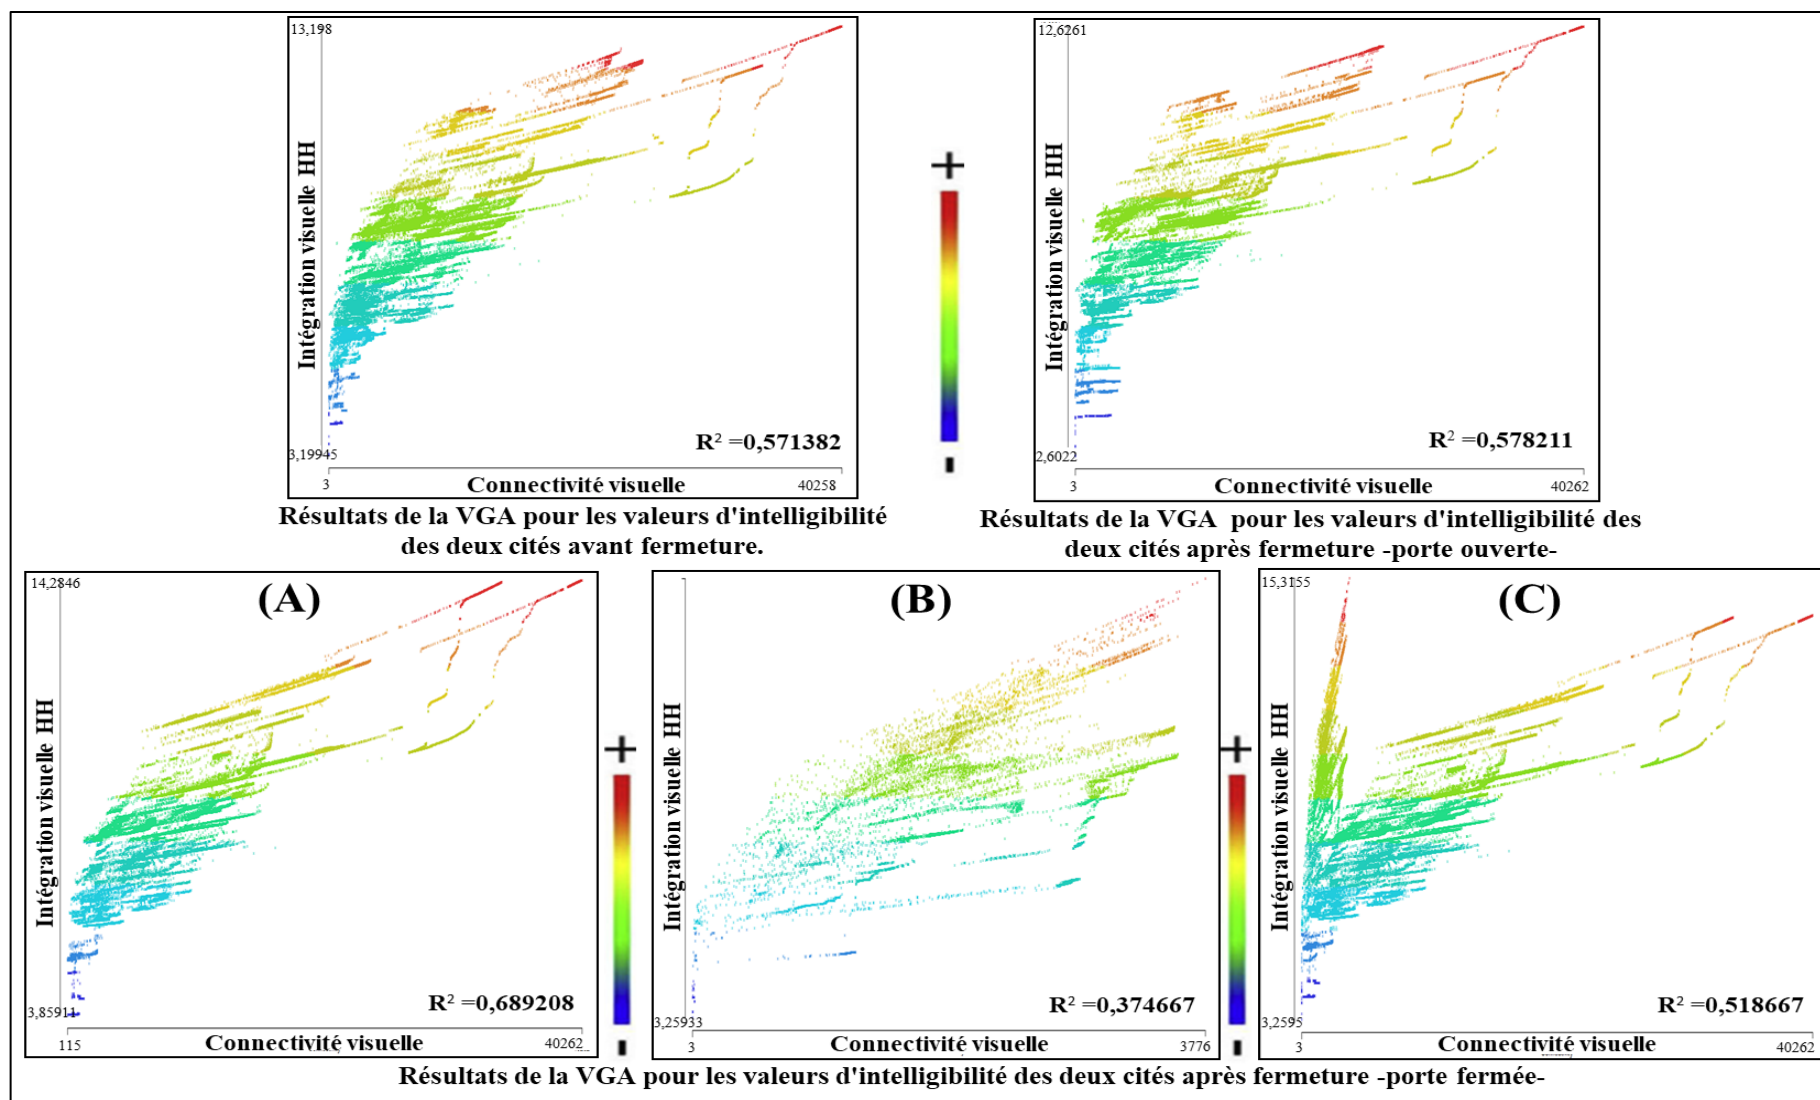 13,198
Intégration visuelle HH
3,19945
R² =0,571382
3
Connectivité visuelle
40258
Résultats de la VGA pour les valeurs d'intelligibilité
des deux cités avant fermeture.
+
-
12,6261
Intégration visuelle HH
2,6022
R² =0,578211
3
Connectivité visuelle
40262
Résultats de la VGA pour les valeurs d'intelligibilité des
deux cités après fermeture -porte ouverte-
14,2846
(A)
Intégration visuelle HH
3,85911
R² =0,689208
115
Connectivité visuelle
40262
+
-
(B)
Intégration visuelle HH
3,25933
R² =0,374667
3
Connectivité visuelle
3776
+
-
15,3155
(C)
Intégration visuelle HH
3,2595
R² =0,518667
3
Connectivité visuelle
40262
Résultats de la VGA pour les valeurs d'intelligibilité des deux cités après fermeture -porte fermée-